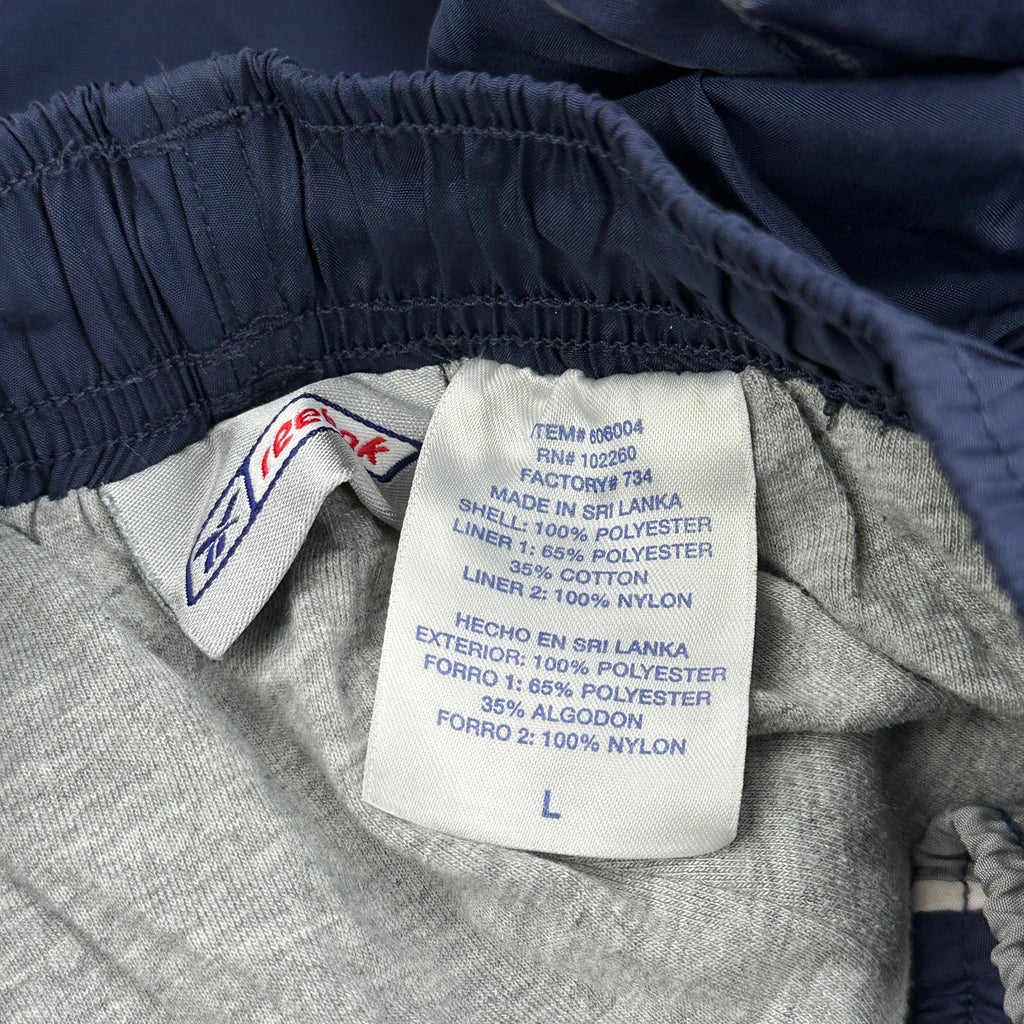 reebok
ITEM# 606004
RN# 102260
FACTORY# 734
MADE IN SRI LANKA
SHELL: 100% POLYESTER
LINER 1: 65% POLYESTER
35% COTTON
LINER 2: 100% NYLON
HECHO EN SRI LANKA
EXTERIOR: 100% POLYESTER
FORRO 1: 65% POLYESTER
35% ALGODON
FORRO 2: 100% NYLON
L